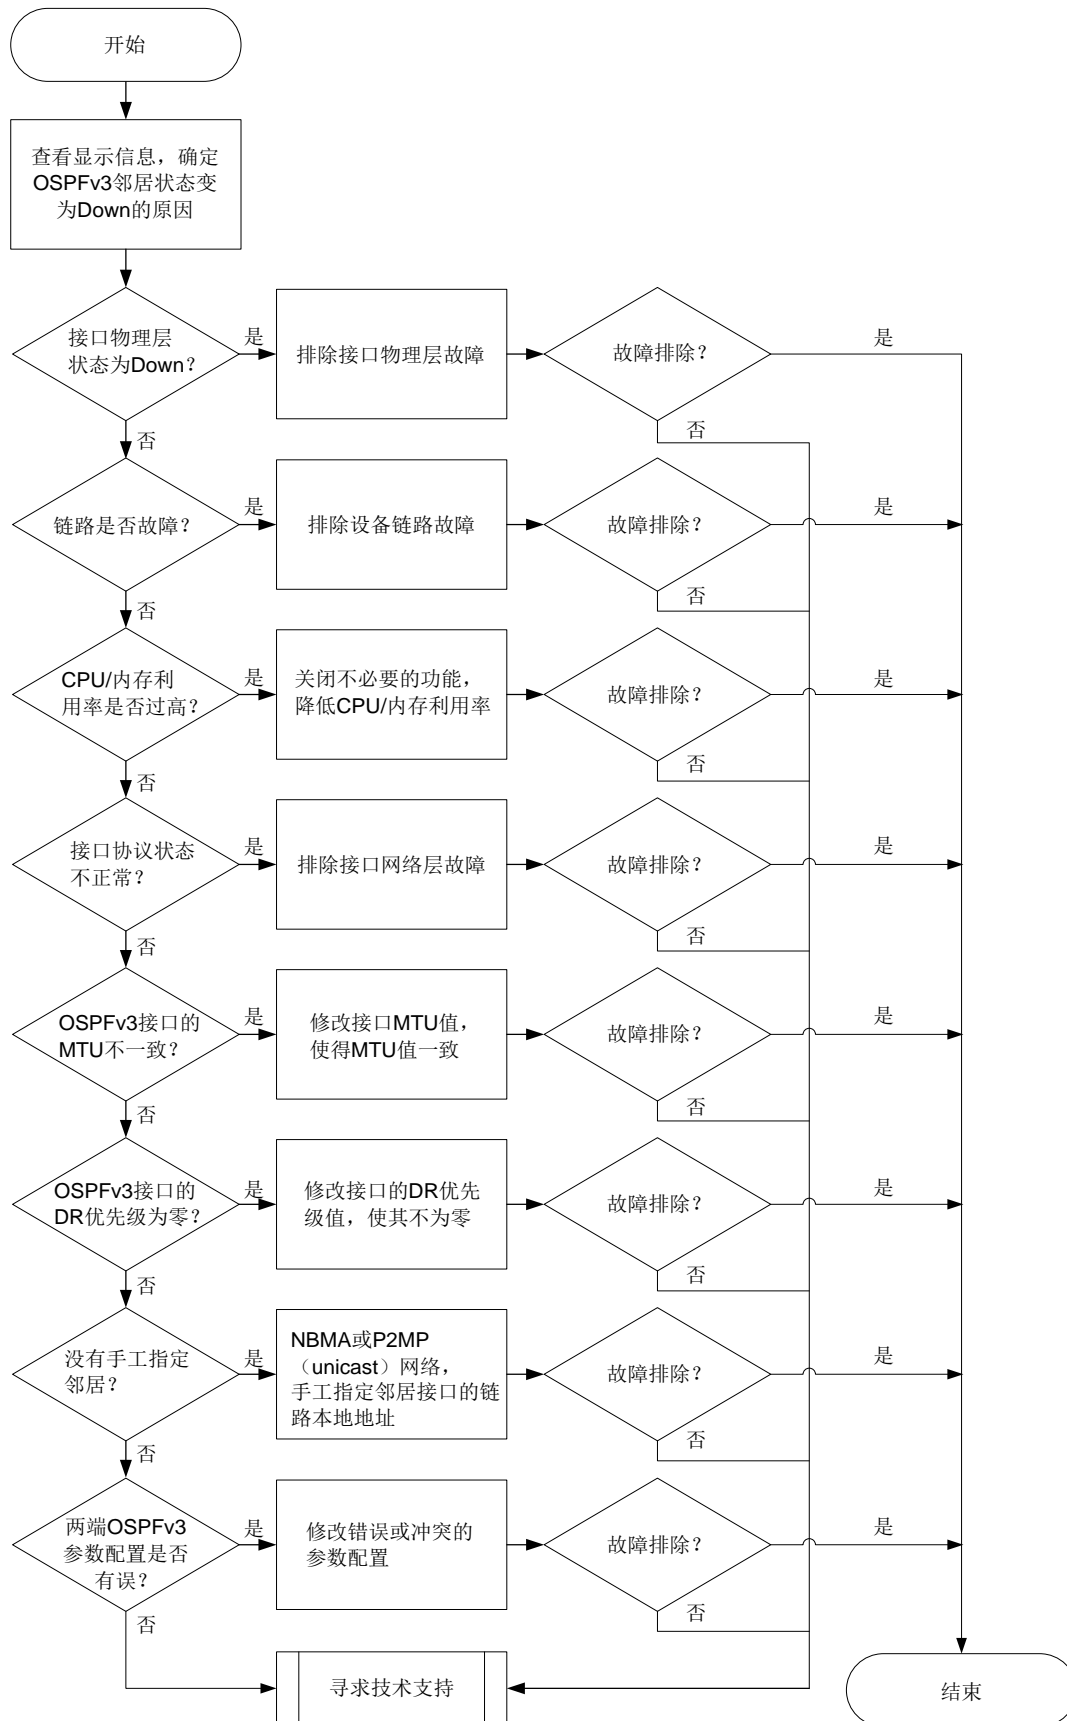 开始
查看显示信息，确定
OSPFv3邻居状态变
为Down的原因
接口物理层
状态为Down？
是
排除接口物理层故障
故障排除？
是
否
否
链路是否故障？
是
排除设备链路故障
故障排除？
是
否
否
CPU/内存利
用率是否过高？
是
关闭不必要的功能，
降低CPU/内存利用率
故障排除？
是
否
否
接口协议状态
不正常？
是
排除接口网络层故障
故障排除？
是
否
否
OSPFv3接口的
MTU不一致？
是
修改接口MTU值，
使得MTU值一致
故障排除？
是
否
否
OSPFv3接口的
DR优先级为零？
是
修改接口的DR优先
级值，使其不为零
故障排除？
是
否
否
没有手工指定
邻居？
是
NBMA或P2MP
（unicast）网络，
手工指定邻居接口的链
路本地地址
故障排除？
是
否
否
两端OSPFv3
参数配置是否
有误？
是
修改错误或冲突的
参数配置
故障排除？
是
否
否
寻求技术支持
结束